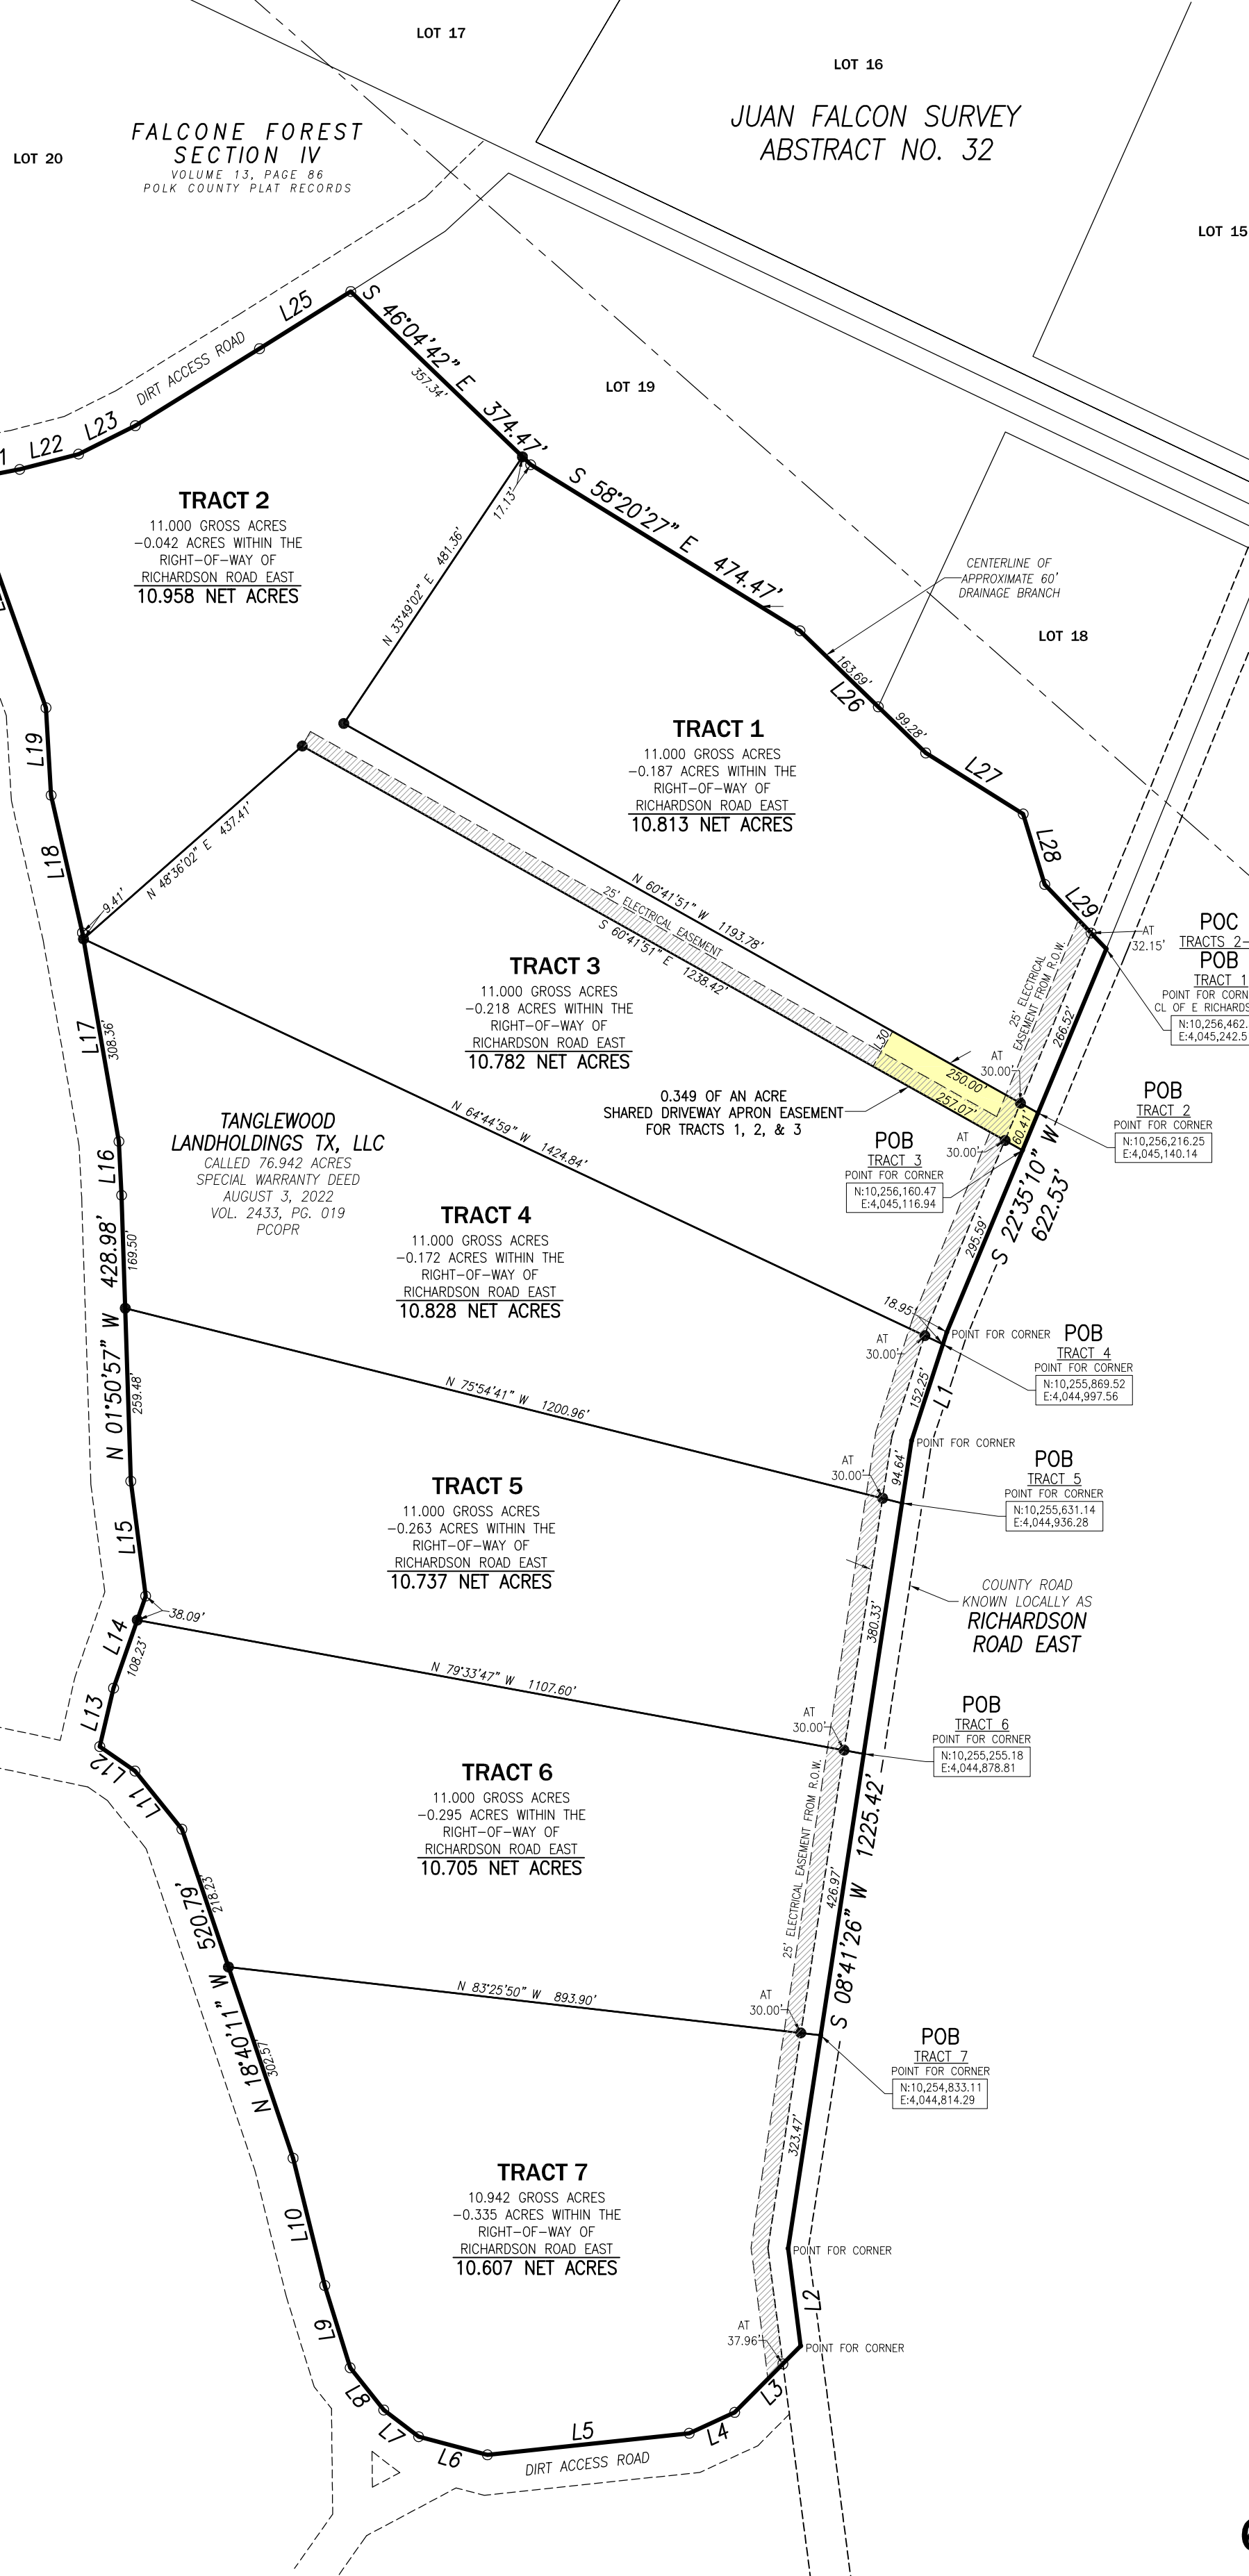 LOT 17
LOT 16
JUAN FALCON SURVEY
ABSTRACT NO. 32
FALCONE FOREST
SECTION IV
VOLUME 13, PAGE 86
POLK COUNTY PLAT RECORDS
LOT 20
LOT 15
L25
S 46°04'42" E 374.47'
357.34'
DIRT ACCESS ROAD
LOT 19
L23
L22
1
17.13'
S 58°20'27" E 474.47'
TRACT 2
11.000 GROSS ACRES
-0.042 ACRES WITHIN THE
RIGHT-OF-WAY OF
RICHARDSON ROAD EAST
10.958 NET ACRES
N 33°49'02" E 481.36'
CENTERLINE OF
APPROXIMATE 60'
DRAINAGE BRANCH
LOT 18
163.69'
L26
99.28'
L27
L28
L29
L19
L18
TRACT 1
11.000 GROSS ACRES
-0.187 ACRES WITHIN THE
RIGHT-OF-WAY OF
RICHARDSON ROAD EAST
10.813 NET ACRES
N 48°36'02" E 437.41'
9.41'
N 60°41'51" W 1193.78'
25' ELECTRICAL EASEMENT
S 60°41'51" E 1238.42'
AT
32.15'
POC
TRACTS 2-
POB
TRACT 1
POINT FOR CORN
CL OF E RICHARDS
N:10,256,462.
E:4,045,242.5
25' ELECTRICAL
EASEMENT FROM R.O.W.
266.52'
TRACT 3
11.000 GROSS ACRES
-0.218 ACRES WITHIN THE
RIGHT-OF-WAY OF
RICHARDSON ROAD EAST
10.782 NET ACRES
L30
AT
30.00'
250.00'
257.07'
60.41'
0.349 OF AN ACRE
SHARED DRIVEWAY APRON EASEMENT
FOR TRACTS 1, 2, & 3
POB
TRACT 2
POINT FOR CORNER
N:10,256,216.25
E:4,045,140.14
AT
30.00'
POB
TRACT 3
POINT FOR CORNER
N:10,256,160.47
E:4,045,116.94
S 22°35'10" W
622.53'
295.59'
L17
308.36'
N 64°44'59" W 1424.84'
TANGLEWOOD
LANDHOLDINGS TX, LLC
CALLED 76.942 ACRES
SPECIAL WARRANTY DEED
AUGUST 3, 2022
VOL. 2433, PG. 019
PCOPR
L16
TRACT 4
11.000 GROSS ACRES
-0.172 ACRES WITHIN THE
RIGHT-OF-WAY OF
RICHARDSON ROAD EAST
10.828 NET ACRES
18.95'
AT
30.00'
POINT FOR CORNER
POB
TRACT 4
POINT FOR CORNER
N:10,255,869.52
E:4,044,997.56
N 01°50'57" W 428.98'
169.50'
259.48'
N 75°54'41" W 1200.96'
152.25'
L1
POINT FOR CORNER
AT
30.00'
94.64'
POB
TRACT 5
POINT FOR CORNER
N:10,255,631.14
E:4,044,936.28
TRACT 5
11.000 GROSS ACRES
-0.263 ACRES WITHIN THE
RIGHT-OF-WAY OF
RICHARDSON ROAD EAST
10.737 NET ACRES
L15
COUNTY ROAD
KNOWN LOCALLY AS
RICHARDSON
ROAD EAST
380.33'
38.09'
L14
108.23'
N 79°33'47" W 1107.60'
L13
L12
L11
AT
30.00'
POB
TRACT 6
POINT FOR CORNER
N:10,255,255.18
E:4,044,878.81
TRACT 6
11.000 GROSS ACRES
-0.295 ACRES WITHIN THE
RIGHT-OF-WAY OF
RICHARDSON ROAD EAST
10.705 NET ACRES
25' ELECTRICAL EASEMENT FROM R.O.W.
426.97'
S 08°41'26" W 1225.42'
N 18°40'11" W 520.79'
218.23'
302.57'
N 83°25'50" W 893.90'
AT
30.00'
POB
TRACT 7
POINT FOR CORNER
N:10,254,833.11
E:4,044,814.29
323.47'
TRACT 7
10.942 GROSS ACRES
-0.335 ACRES WITHIN THE
RIGHT-OF-WAY OF
RICHARDSON ROAD EAST
10.607 NET ACRES
L10
POINT FOR CORNER
L2
L9
AT
37.96'
POINT FOR CORNER
L8
L3
L7
L6
L5
L4
DIRT ACCESS ROAD